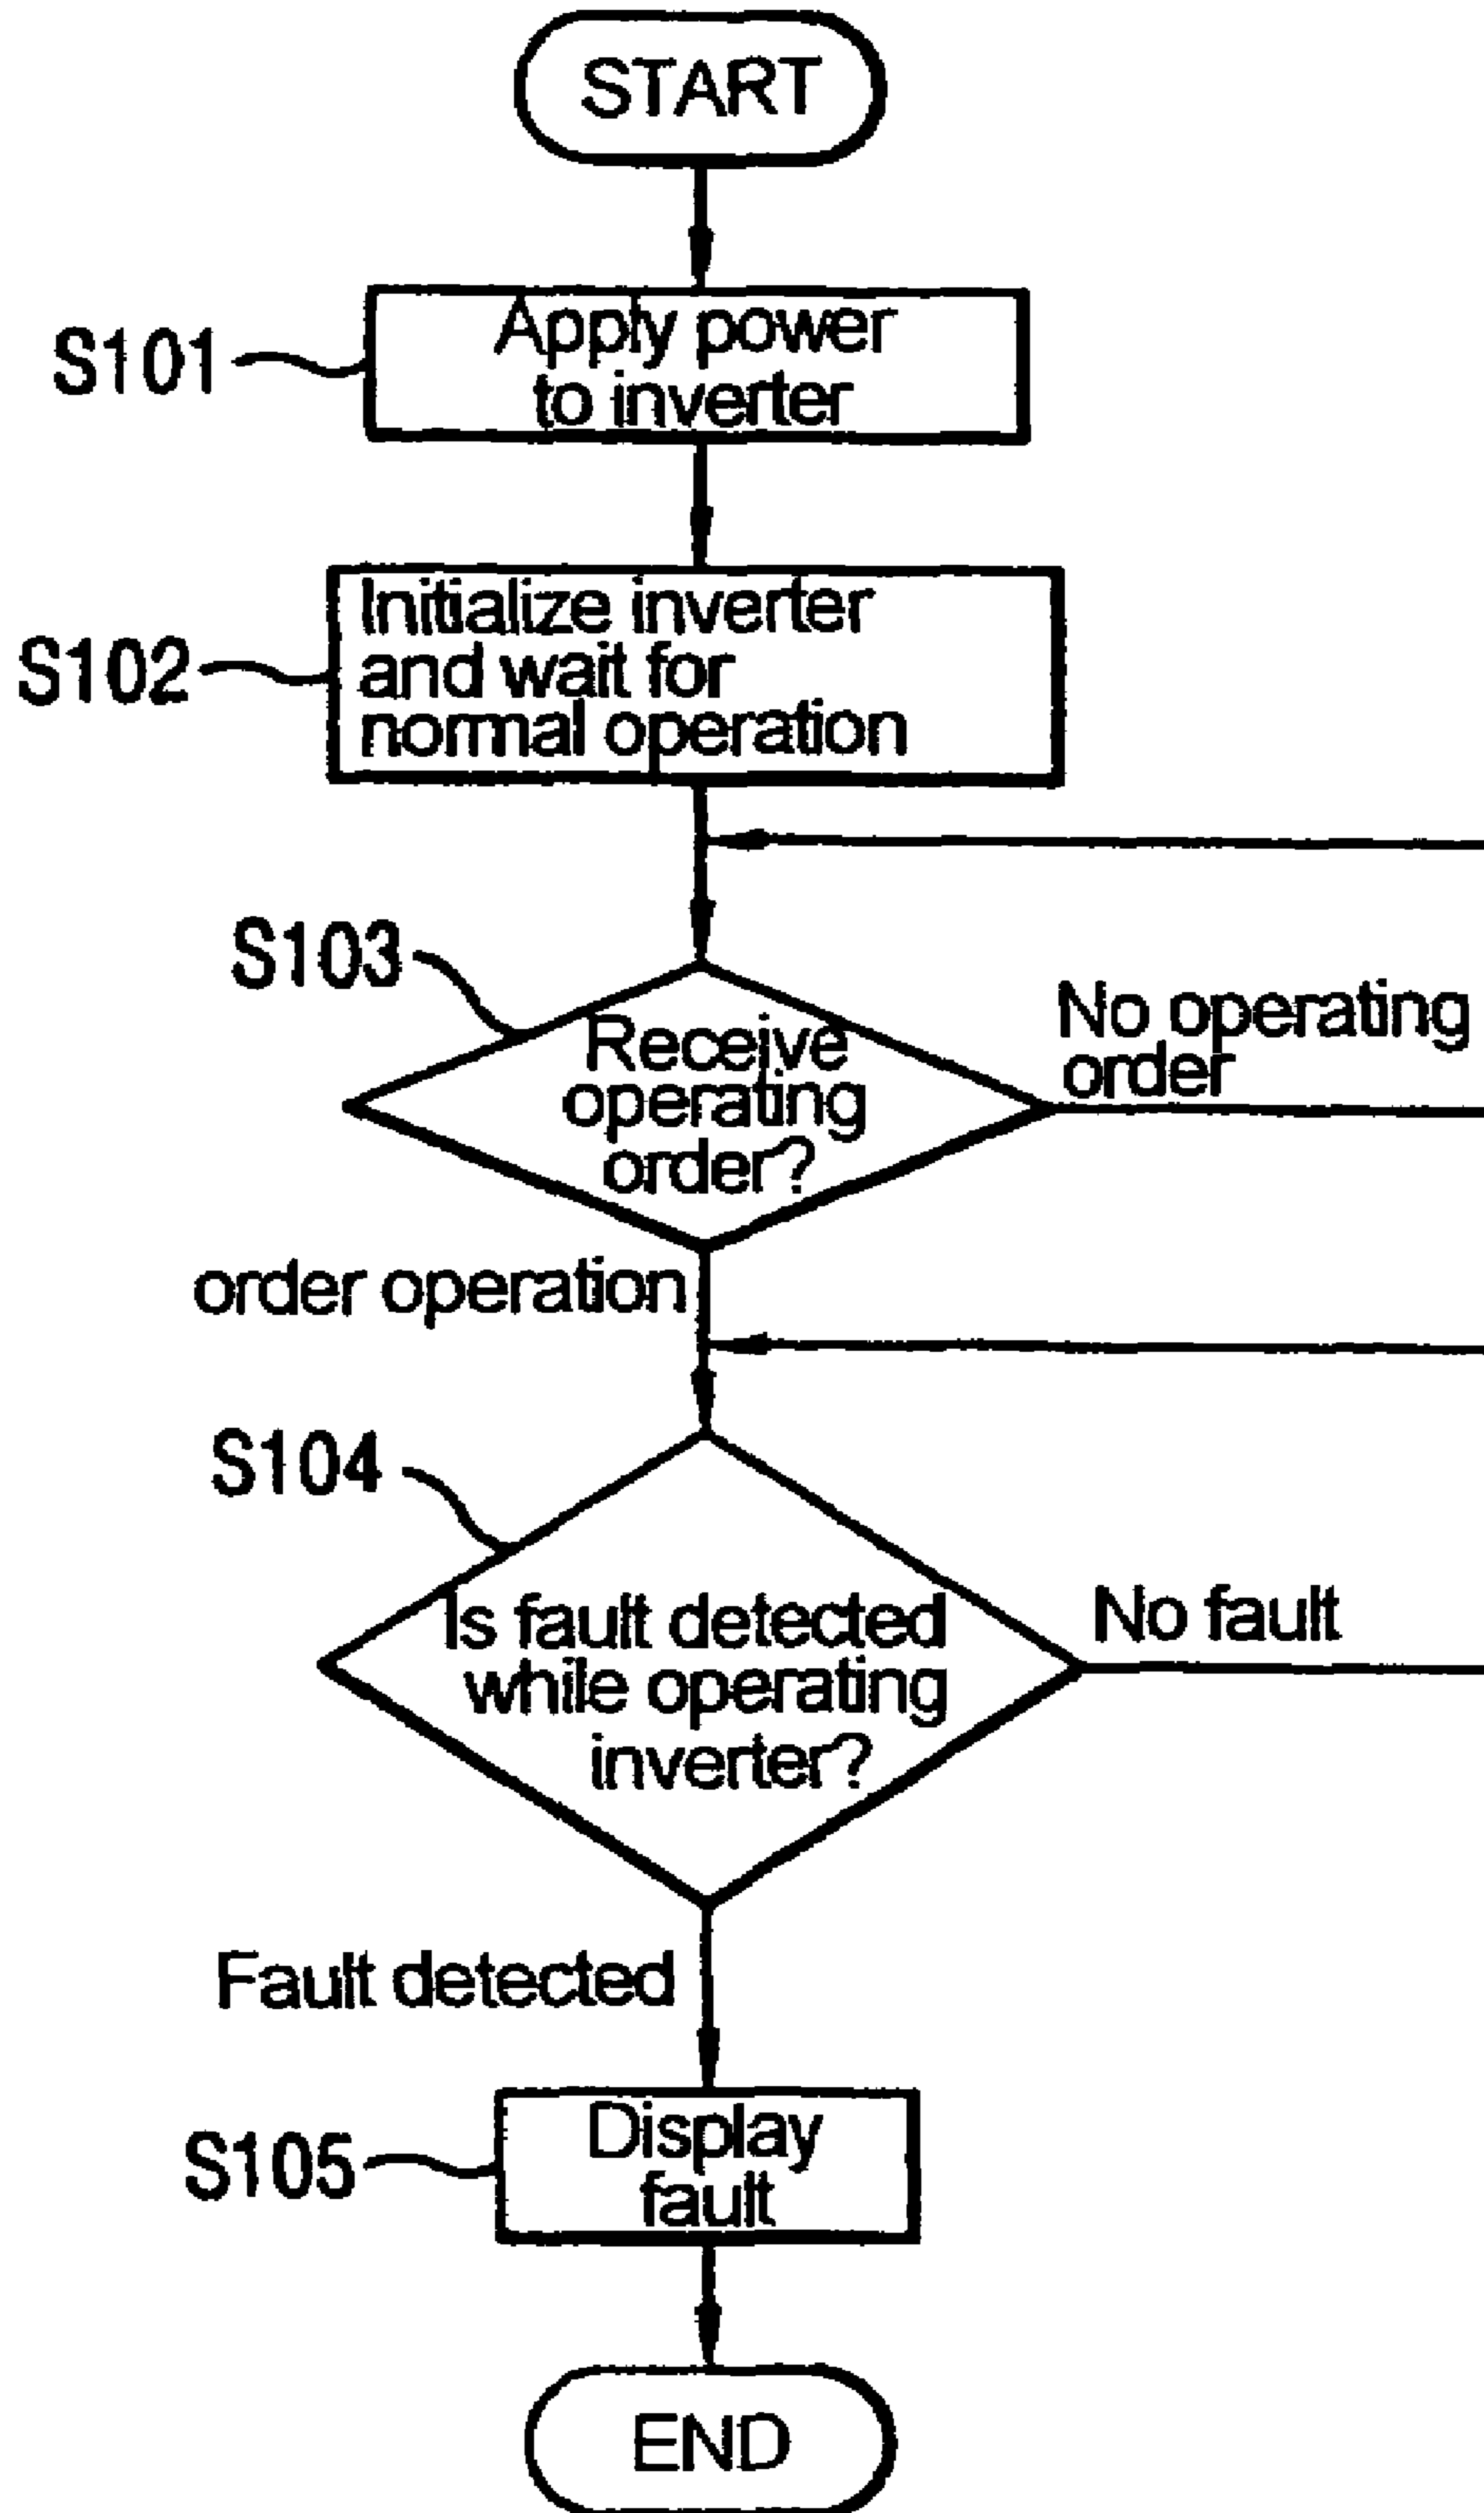 START
S101
Apply power
to inverter
S102
Initialize inverter
and wait for
normal operation
S103
Receive
operating
order?
No operating
order
order operation
S104
Is fault detected
while operating
inverter?
No fault
Fault detected
S105
Display
fault
END